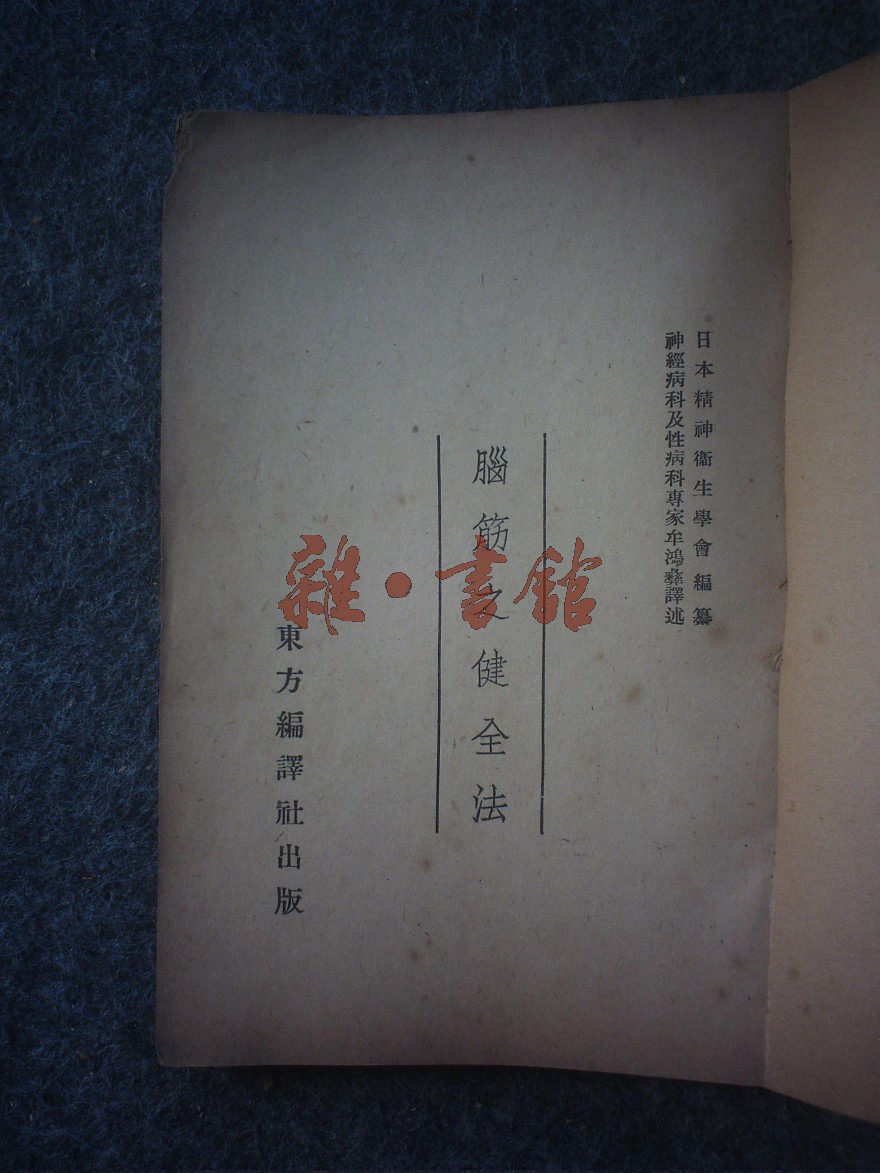 日本精神衞生學會編纂
神經病科及性病科專家牟鴻彝譯述
腦筋之健全法
東方編譯社出版
雜·書館